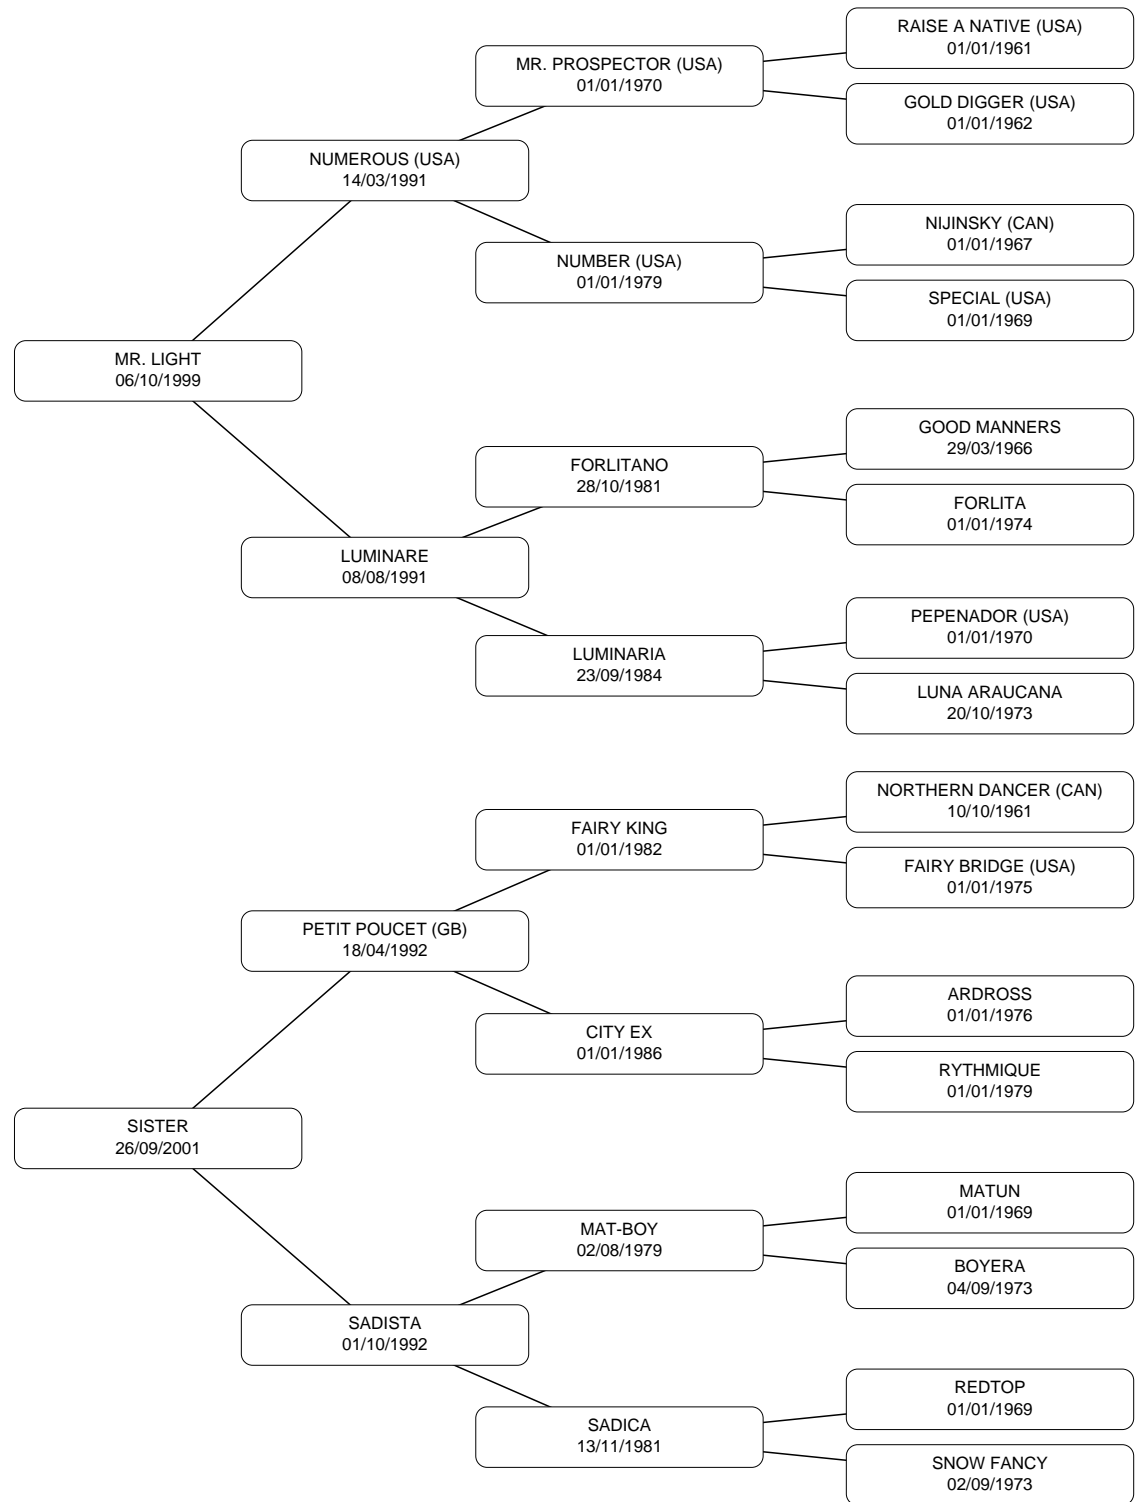 RAISE A NATIVE (USA)
01/01/1961
MR. PROSPECTOR (USA)
01/01/1970
GOLD DIGGER (USA)
01/01/1962
NUMEROUS (USA)
14/03/1991
NIJINSKY (CAN)
01/01/1967
NUMBER (USA)
01/01/1979
SPECIAL (USA)
01/01/1969
MR. LIGHT
06/10/1999
GOOD MANNERS
29/03/1966
FORLITANO
28/10/1981
FORLITA
01/01/1974
LUMINARE
08/08/1991
PEPENADOR (USA)
01/01/1970
LUMINARIA
23/09/1984
LUNA ARAUCANA
20/10/1973
NORTHERN DANCER (CAN)
10/10/1961
FAIRY KING
01/01/1982
FAIRY BRIDGE (USA)
01/01/1975
PETIT POUCET (GB)
18/04/1992
ARDROSS
01/01/1976
CITY EX
01/01/1986
RYTHMIQUE
01/01/1979
SISTER
26/09/2001
MATUN
01/01/1969
MAT-BOY
02/08/1979
BOYERA
04/09/1973
SADISTA
01/10/1992
REDTOP
01/01/1969
SADICA
13/11/1981
SNOW FANCY
02/09/1973